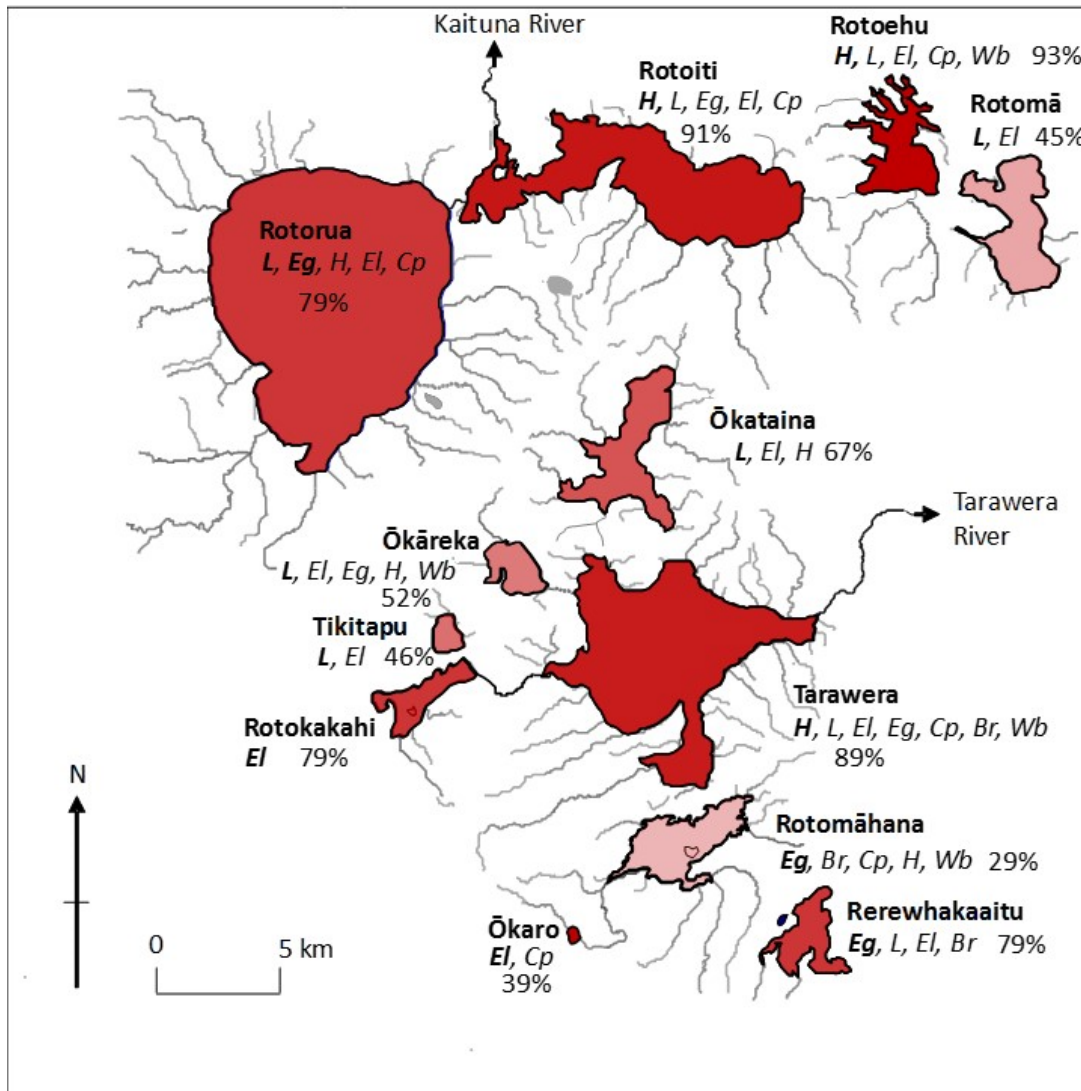 Kaituna River
Rotoehu
H, L, El, Cp, Wb 93%
Rotoiti
H, L, Eg, El, Cp
91%
Rotomā
L, El 45%
Rotorua
L, Eg, H, El, Cp
79%
Ōkataina
L, El, H 67%
Tarawera
River
Ōkāreka
L, El, Eg, H, Wb
52%
Tikitapu
L, El 46%
Rotokakahi
El 79%
Tarawera
H, L, El, Eg, Cp, Br, Wb
89%
N
Rotomāhana
Eg, Br, Cp, H, Wb 29%
Rerewhakaaitu
Eg, L, El, Br 79%
Ōkaro
El, Cp
39%
0 5 km